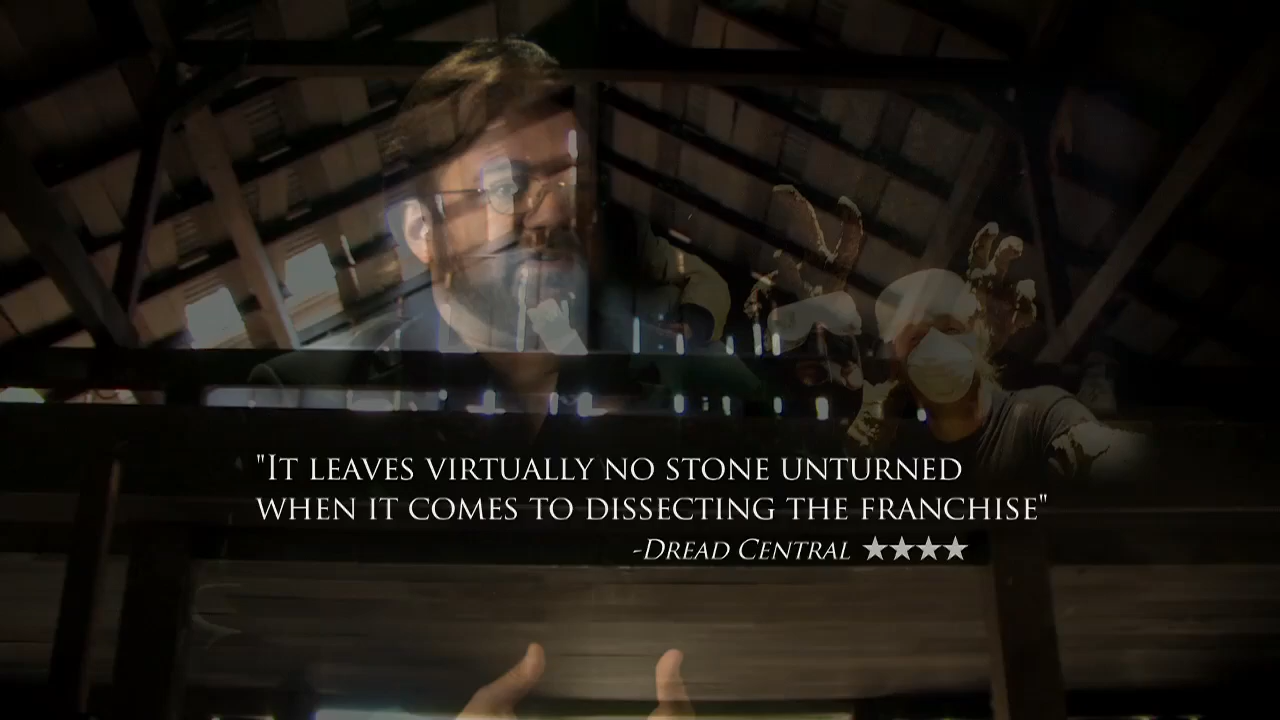 "It leaves virtually no stone unturned
when it comes to dissecting the franchise"
-Dread Central ★★★★